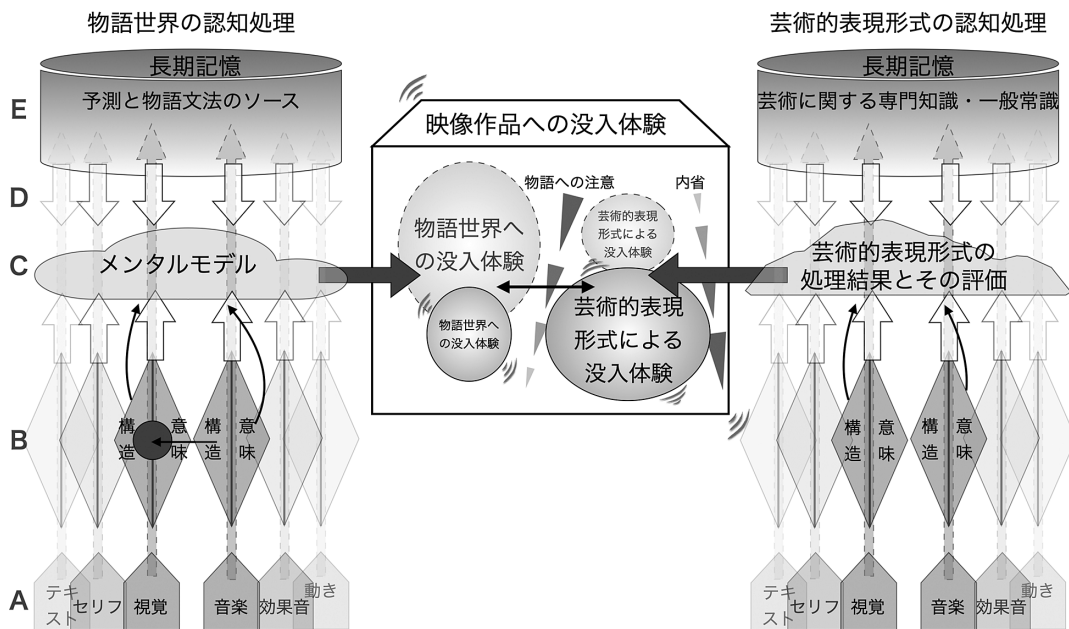 物語世界の認知処理
芸術的表現形式の認知処理
E
長期記憶
予測と物語文法のソース
長期記憶
芸術に関する専門知識・一般常識
映像作品への没入体験
D
物語への注意
内省
物語世界へ
の没入体験
芸術的表現
形式による
没入体験
C
メンタルモデル
芸術的表現形式の
処理結果とその評価
物語世界へ
の没入体験
芸術的表現
形式による
没入体験
B
構造
意味
構造
意味
構造
意味
構造
意味
A
テキ
スト
セリフ
視覚
音楽
効果音
動き
テキ
スト
セリフ
視覚
音楽
効果音
動き